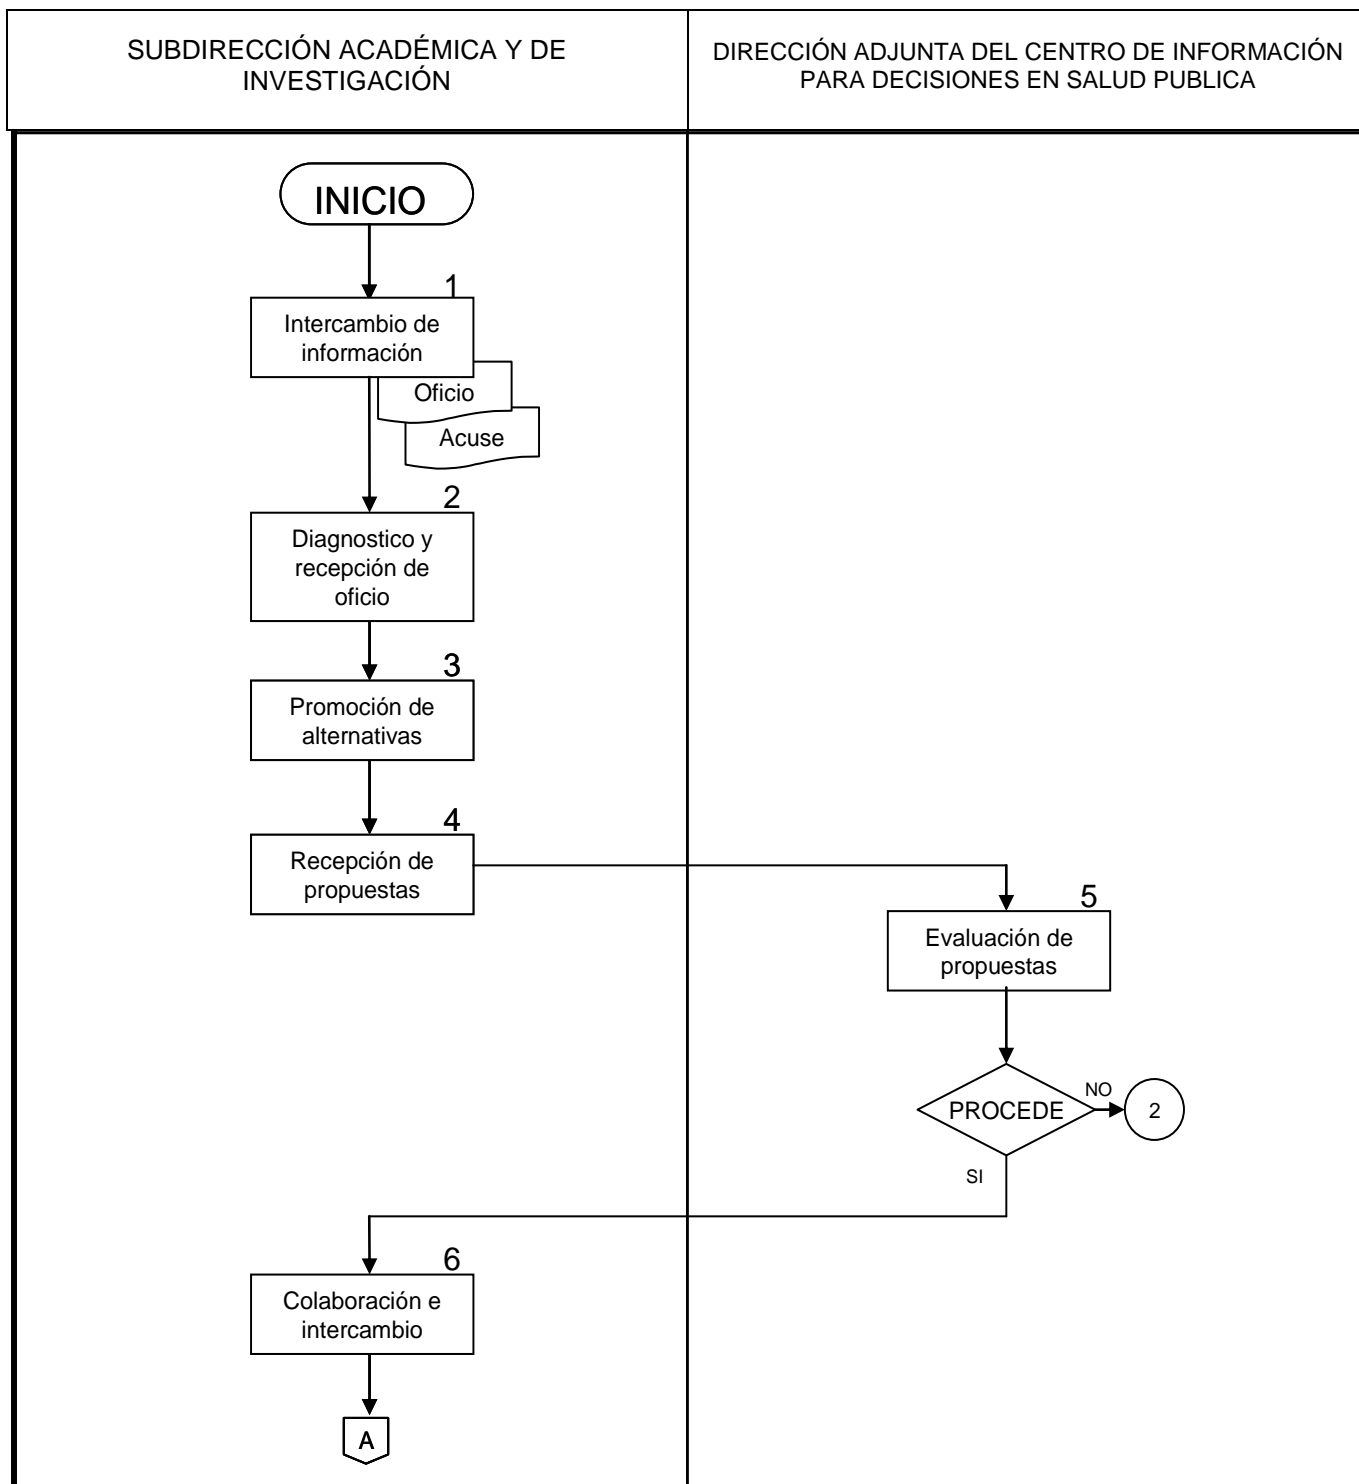 SUBDIRECCIÓN ACADÉMICA Y DE
INVESTIGACIÓN
DIRECCIÓN ADJUNTA DEL CENTRO DE INFORMACIÓN
PARA DECISIONES EN SALUD PUBLICA
INICIO
1
Intercambio de
información
Oficio
Acuse
2
Diagnostico y
recepción de
oficio
3
Promoción de
alternativas
4
Recepción de
propuestas
5
Evaluación de
propuestas
PROCEDE
NO
2
SI
6
Colaboración e
intercambio
A